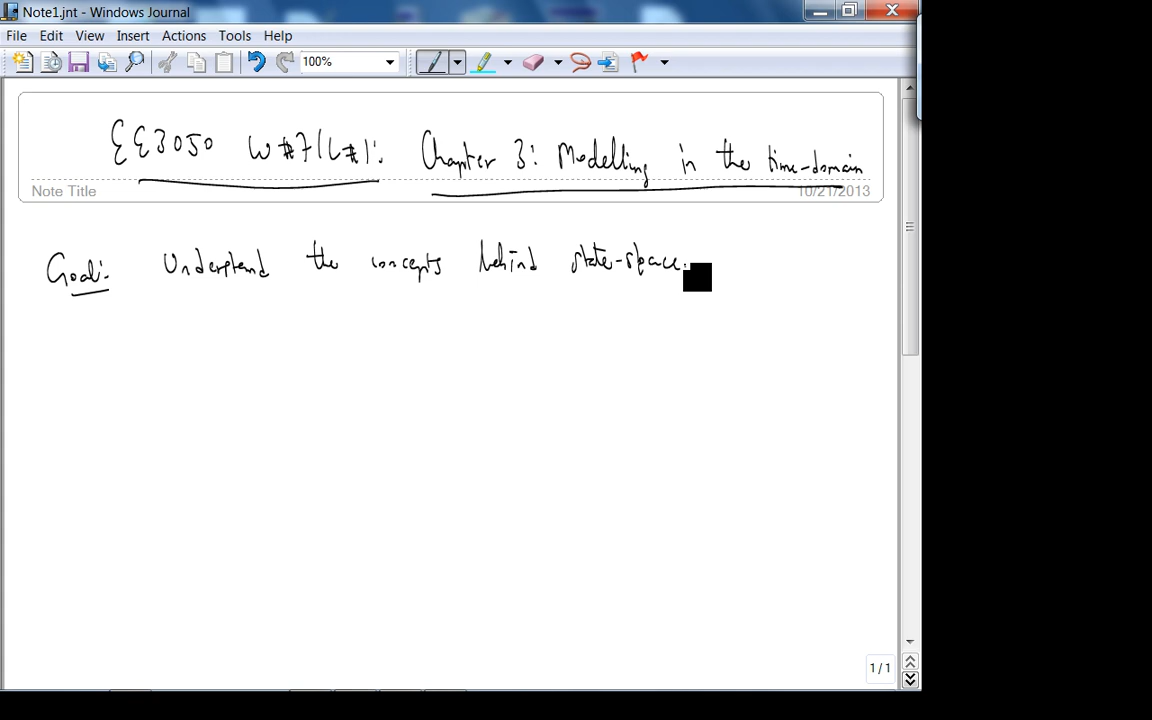 Note1.jnt - Windows Journal
File Edit View Insert Actions Tools Help
100%
EE3050 W#7/L#1: Chapter 3: Modelling in the time-domain
Note Title 10/21/2013
Goal: Understand the concepts behind state-space.
1 / 1